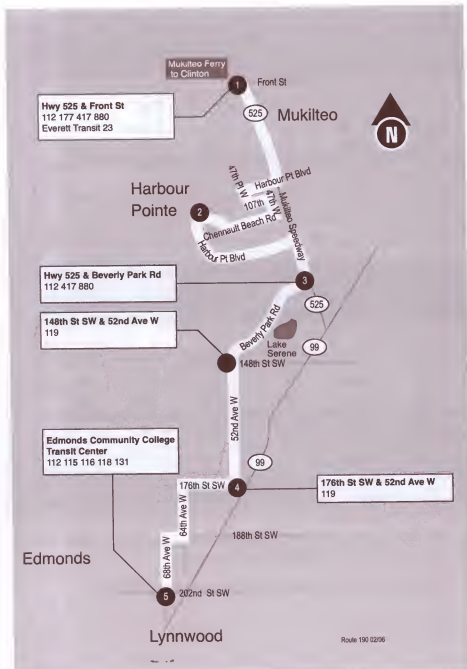 Mukilteo Ferry
to Clinton
1
Front St
Hwy 525 & Front St
112 177 417 880
Everett Transit 23
525
Mukilteo
N
47th Pl W
Harbour Pt Blvd
107th
47th W
Mukilteo Speedway
Harbour
Pointe
2
Chennault Beach Rd
Harbour Pt Blvd
Hwy 525 & Beverly Park Rd
112 417 880
3
525
148th St SW & 52nd Ave W
119
Beverly Park Rd
Lake
Serene
99
148th St SW
52nd Ave W
Edmonds Community College
Transit Center
112 115 116 118 131
99
176th St SW
4
176th St SW & 52nd Ave W
119
64th Ave W
188th St SW
Edmonds
68th Ave W
5
202nd St SW
Lynnwood
Route 190 02/06